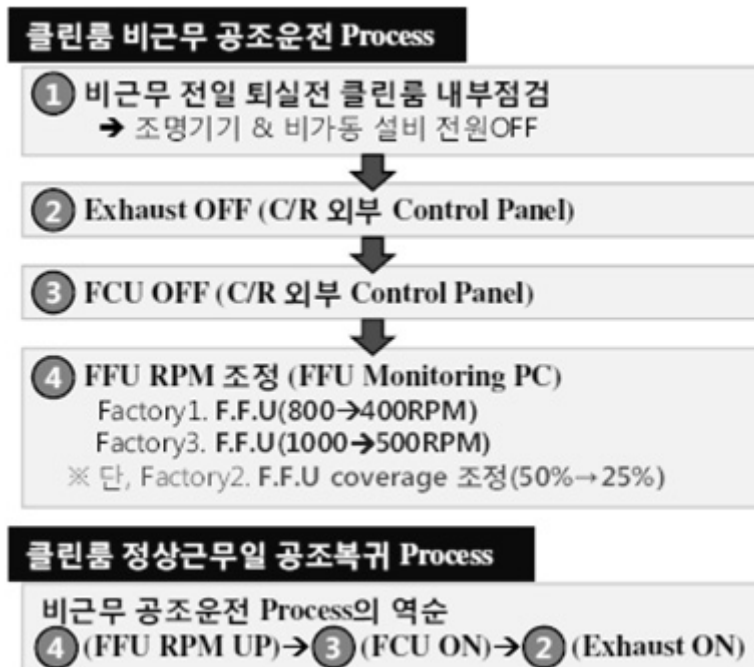 클린룸 비근무 공조운전 Process
1 비근무 전일 퇴실전 클린룸 내부점검
➔ 조명기기 & 비가동 설비 전원OFF
2 Exhaust OFF (C/R 외부 Control Panel)
3 FCU OFF (C/R 외부 Control Panel)
4 FFU RPM 조정 (FFU Monitoring PC)
Factory1. F.F.U(800➔400RPM)
Factory3. F.F.U(1000➔500RPM)
※ 단, Factory2. F.F.U coverage 조정(50%→25%)
클린룸 정상근무일 공조복귀 Process
비근무 공조운전 Process의 역순
4 (FFU RPM UP)➔3 (FCU ON)➔2 (Exhaust ON)